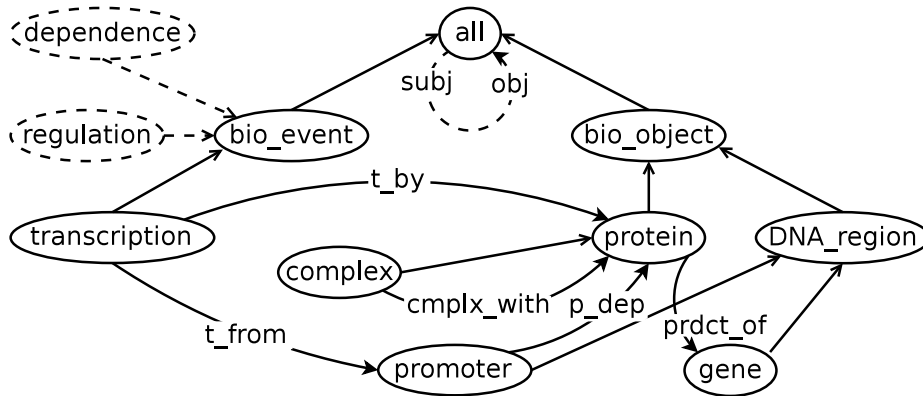 dependence
all
subj
obj
regulation
bio_event
bio_object
t_by
transcription
protein
DNA_region
complex
cmplx_with
p_dep
prdct_of
t_from
promoter
gene